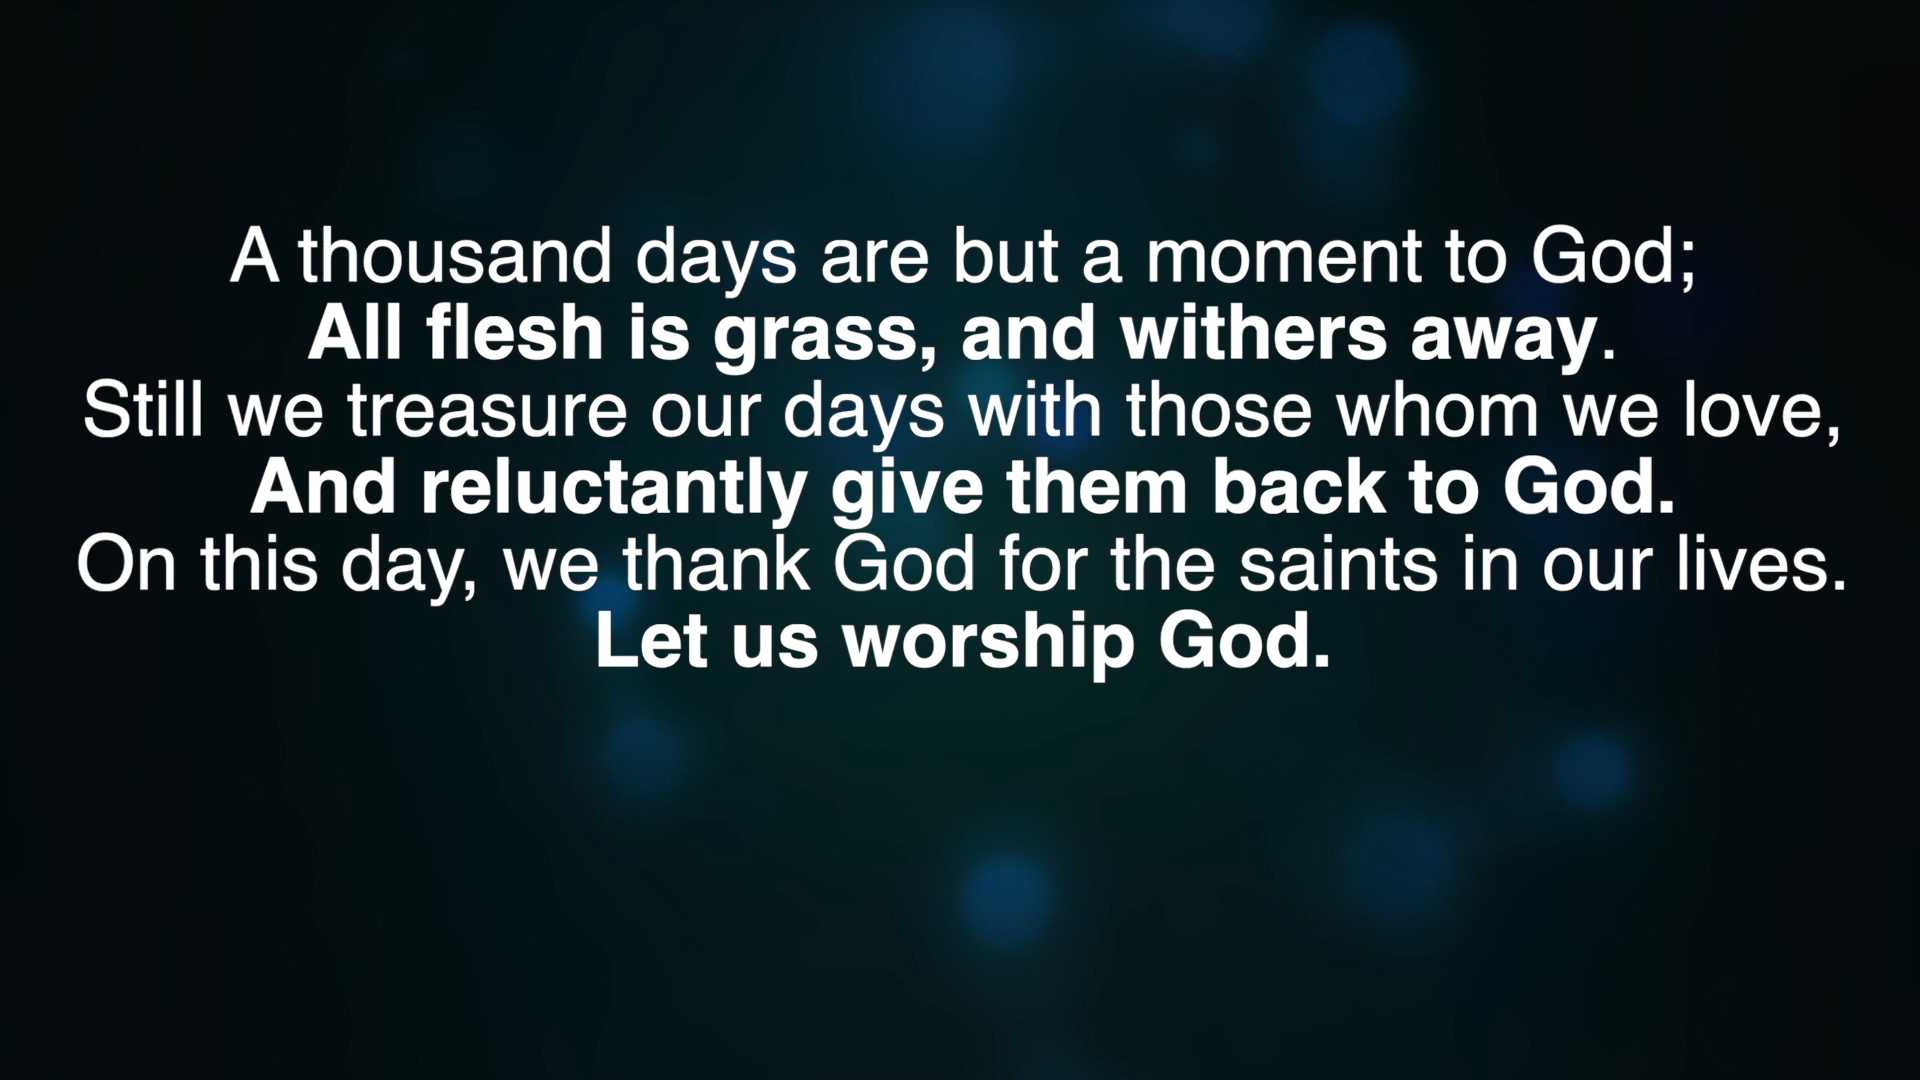 A thousand days are but a moment to God;
All flesh is grass, and withers away.
Still we treasure our days with those whom we love,
And reluctantly give them back to God.
On this day, we thank God for the saints in our lives.
Let us worship God.